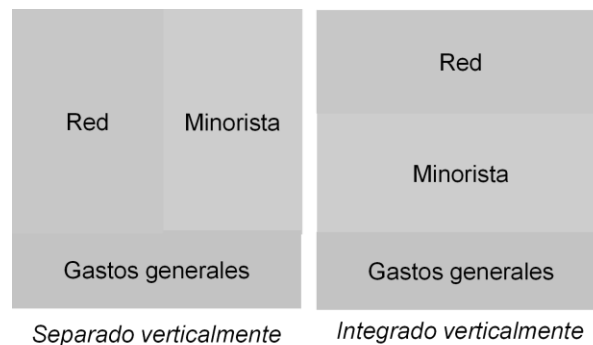 Red
Minorista
Gastos generales
Separado verticalmente
Red
Minorista
Gastos generales
Integrado verticalmente